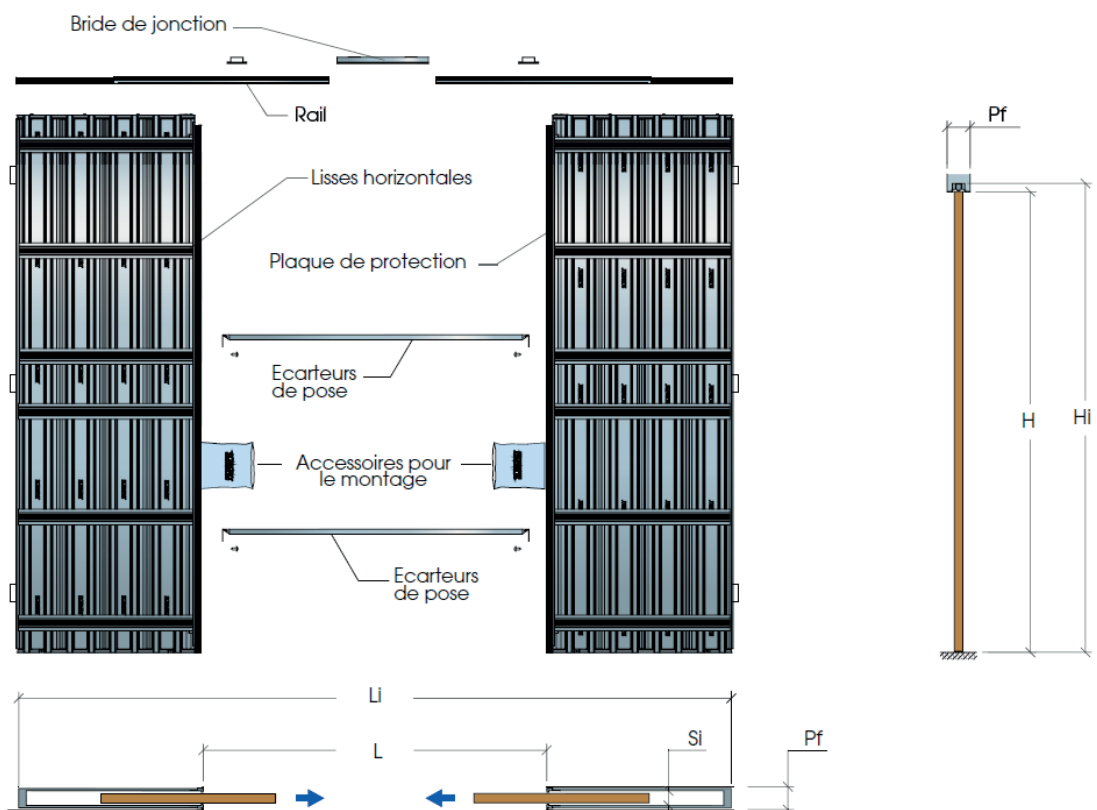 Bride de jonction
Rail
Pf
Lisses horizontales
Plaque de protection
Ecarteurs
de pose
H
Hi
Accessoires pour
le montage
Ecarteurs
de pose
Li
Si
Pf
L